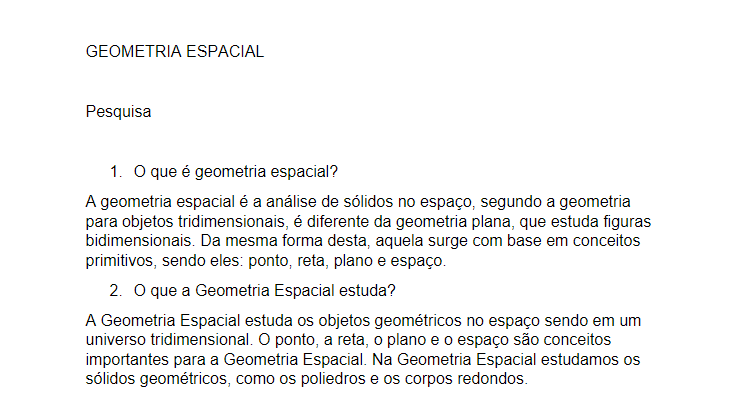 GEOMETRIA ESPACIAL
Pesquisa
1. O que é geometria espacial?
A geometria espacial é a análise de sólidos no espaço, segundo a geometria
para objetos tridimensionais, é diferente da geometria plana, que estuda figuras
bidimensionais. Da mesma forma desta, aquela surge com base em conceitos
primitivos, sendo eles: ponto, reta, plano e espaço.
2. O que a Geometria Espacial estuda?
A Geometria Espacial estuda os objetos geométricos no espaço sendo em um
universo tridimensional. O ponto, a reta, o plano e o espaço são conceitos
importantes para a Geometria Espacial. Na Geometria Espacial estudamos os
sólidos geométricos, como os poliedros e os corpos redondos.